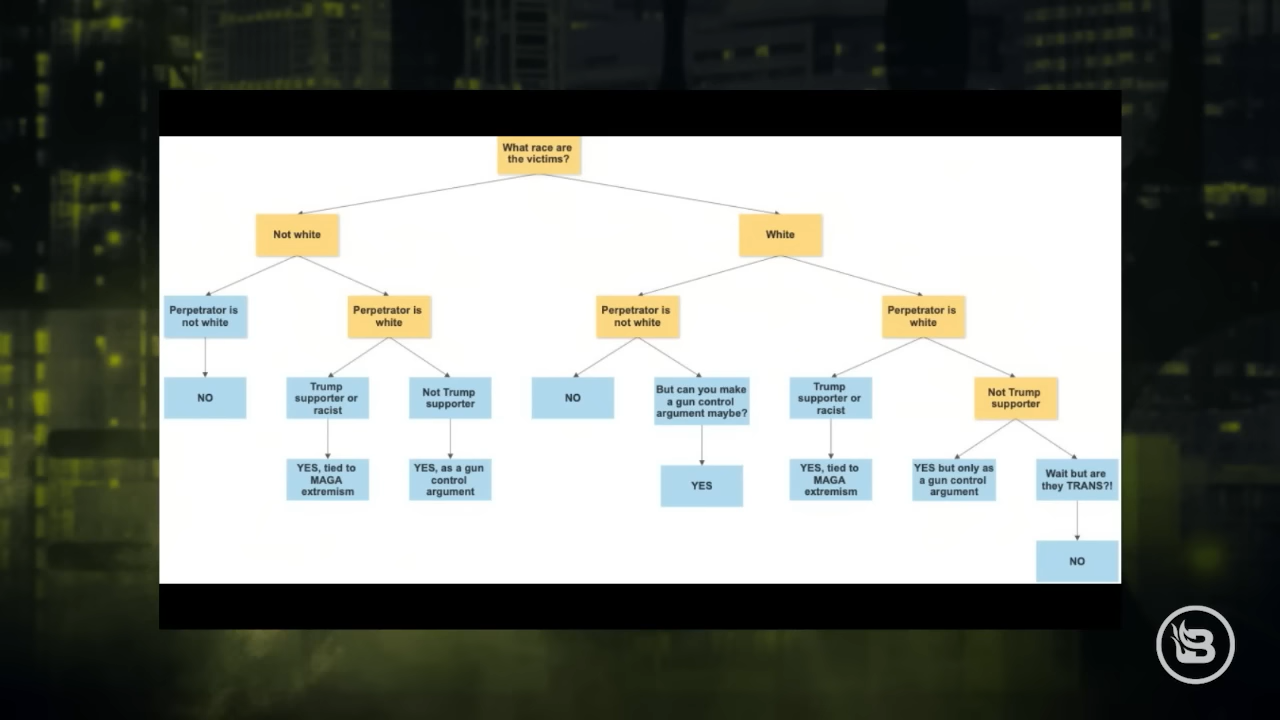 What race are
the victims?
Not white
White
Perpetrator is
not white
Perpetrator is
white
Perpetrator is
not white
Perpetrator is
white
NO
Trump
supporter or
racist
Not Trump
supporter
NO
But can you make
a gun control
argument maybe?
Trump
supporter or
racist
Not Trump
supporter
YES, tied to
MAGA
extremism
YES, as a gun
control
argument
YES
YES, tied to
MAGA
extremism
YES but only as
a gun control
argument
Wait but are
they TRANS?!
NO
B